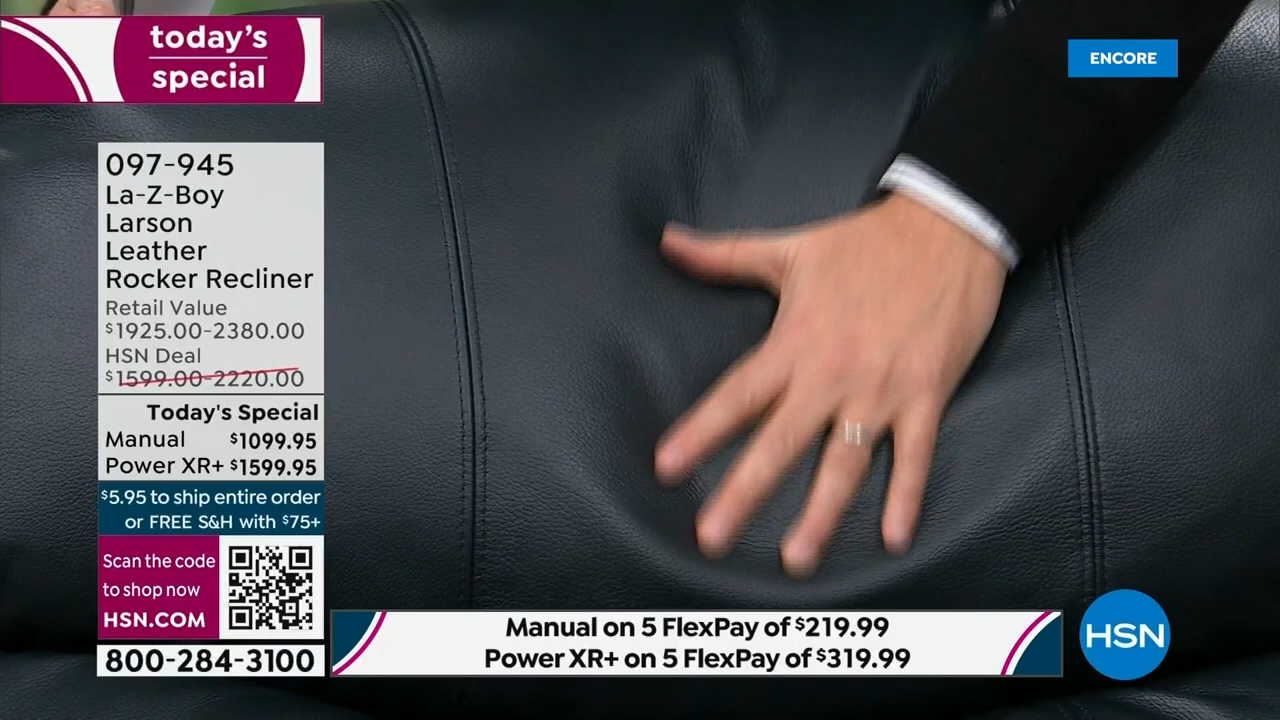 today's
special
ENCORE
097-945
La-Z-Boy
Larson
Leather
Rocker Recliner
Retail Value
$1925.00-2380.00
HSN Deal
$1599.00-2220.00
Today's Special
Manual $1099.95
Power XR+ $1599.95
$5.95 to ship entire order
or FREE S&H with $75+
Scan the code
to shop now
HSN.COM
800-284-3100
Manual on 5 FlexPay of $219.99
Power XR+ on 5 FlexPay of $319.99
HSN